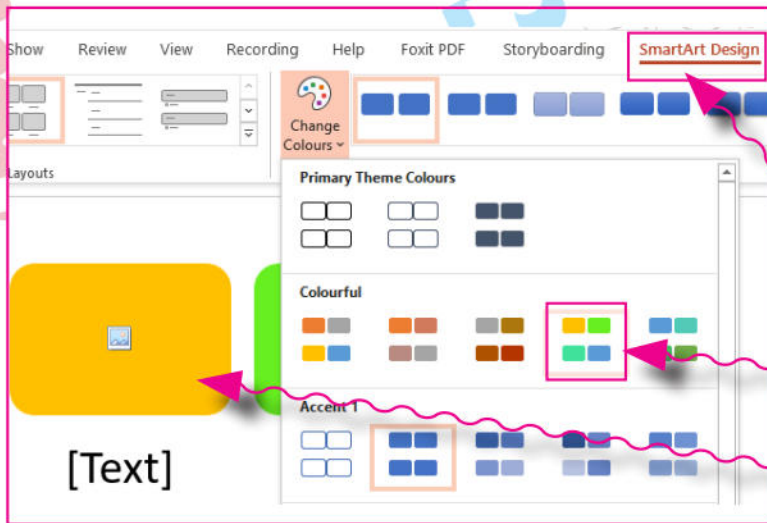 Show Review View Recording Help Foxit PDF Storyboarding SmartArt Design
Change
Colours
Layouts
Primary Theme Colours
Colourful
Accent 1
[Text]